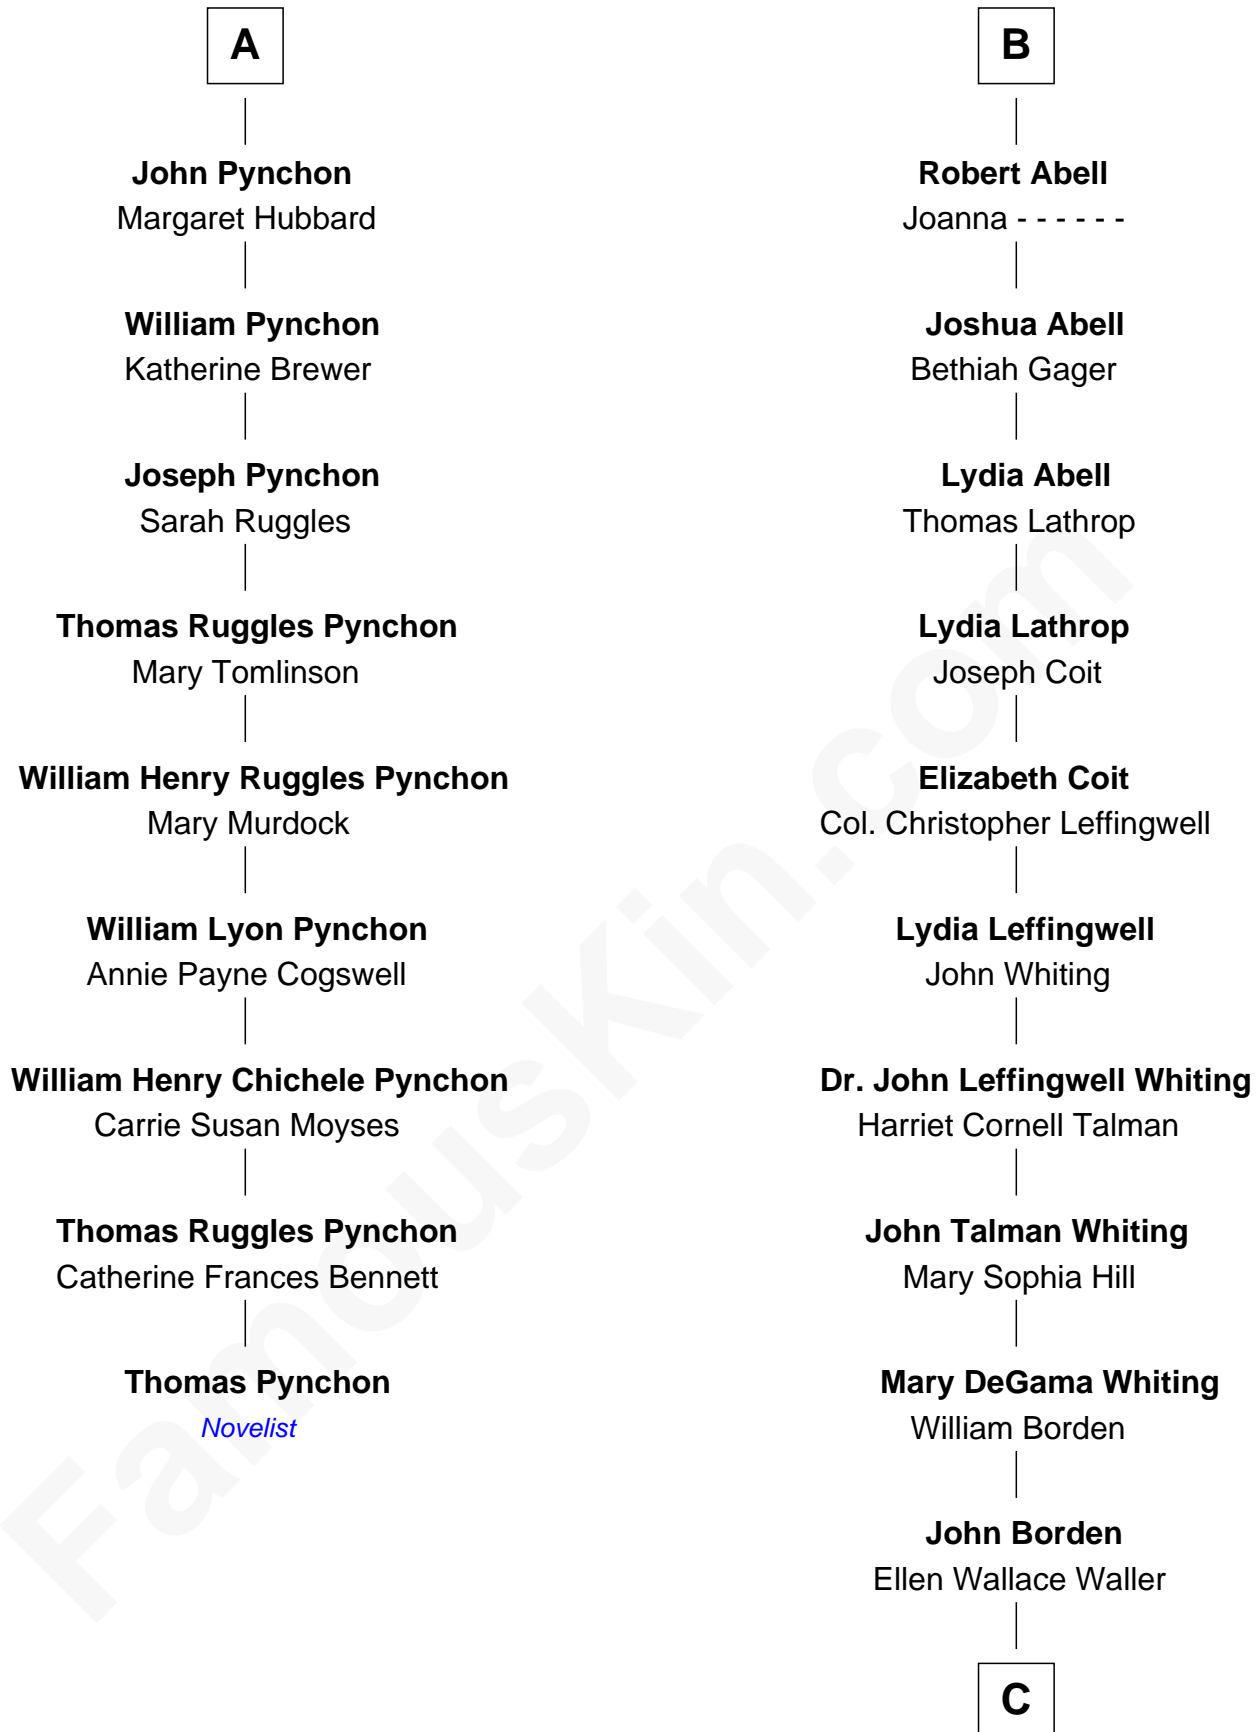 A
John Pynchon
Margaret Hubbard
William Pynchon
Katherine Brewer
Joseph Pynchon
Sarah Ruggles
Thomas Ruggles Pynchon
Mary Tomlinson
William Henry Ruggles Pynchon
Mary Murdock
William Lyon Pynchon
Annie Payne Cogswell
William Henry Chichele Pynchon
Carrie Susan Moyses
Thomas Ruggles Pynchon
Catherine Frances Bennett
Thomas Pynchon
Novelist
B
Robert Abell
Joanna - - - - - -
Joshua Abell
Bethiah Gager
Lydia Abell
Thomas Lathrop
Lydia Lathrop
Joseph Coit
Elizabeth Coit
Col. Christopher Leffingwell
Lydia Leffingwell
John Whiting
Dr. John Leffingwell Whiting
Harriet Cornell Talman
John Talman Whiting
Mary Sophia Hill
Mary DeGama Whiting
William Borden
John Borden
Ellen Wallace Waller
C
FamousKin.com